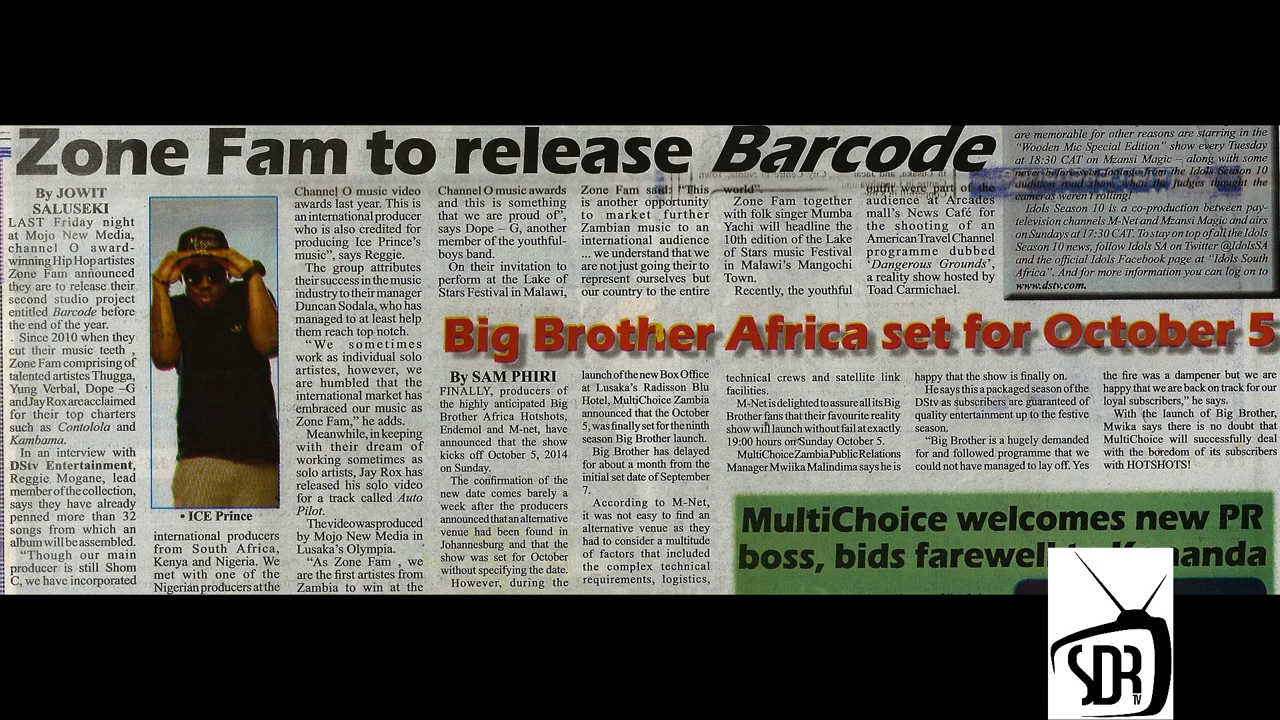 Zone Fam to release Barcode
By JOWIT
SALUSEKI
LAST Friday night
at Mojo New Media,
channel O award-
winning Hip Hop artistes
Zone Fam announced
they are to release their
second studio project
entitled Barcode before
the end of the year.
. Since 2010 when they
cut their music teeth ,
Zone Fam comprising of
talented artistes Thugga,
Yung Verbal, Dope –G
and Jay Rox are acclaimed
for their top charters
such as Contolola and
Kambama.
In an interview with
DStv Entertainment,
Reggie Mogane, lead
member of the collection,
says they have already
penned more than 32
songs from which an
album will be assembled.
“Though our main
producer is still Shom
C, we have incorporated
• ICE Prince
international producers
from South Africa,
Kenya and Nigeria. We
met with one of the
Nigerian producers at the
Channel O music video
awards last year. This is
an international producer
who is also credited for
producing Ice Prince’s
music”, says Reggie.
The group attributes
their success in the music
industry to their manager
Duncan Sodala, who has
managed to at least help
them reach top notch.
“We sometimes
work as individual solo
artistes, however, we
are humbled that the
international market has
embraced our music as
Zone Fam,” he adds.
Meanwhile, in keeping
with their dream of
working sometimes as
solo artists, Jay Rox has
released his solo video
for a track called Auto
Pilot.
The video was produced
by Mojo New Media in
Lusaka’s Olympia.
“As Zone Fam , we
are the first artistes from
Zambia to win at the
Channel O music awards
and this is something
that we are proud of”,
says Dope – G, another
member of the youthful-
boys band.
On their invitation to
perform at the Lake of
Stars Festival in Malawi,
Zone Fam said: “This
is another opportunity
to market further
Zambian music to an
international audience
... we understand that we
are not just going their to
represent ourselves but
our country to the entire
world”.
Zone Fam together
with folk singer Mumba
Yachi will headline the
10th edition of the Lake
of Stars music Festival
in Malawi’s Mangochi
Town.
Recently, the youthful
outfit were part of the
audience at Arcades
mall’s News Café for
the shooting of an
American Travel Channel
programme dubbed
‘Dangerous Grounds’,
a reality show hosted by
Toad Carmichael.
are memorable for other reasons are starring in the
“Wooden Mic Special Edition” show every Tuesday
at 18:30 CAT on Mzansi Magic – along with some
never-before seen footage from the Idols Season 10
audition road show, when the judges thought the
cameras weren’t rolling!
Idols Season 10 is a co-production between pay-
television channels M-Net and Mzansi Magic and airs
on Sundays at 17:30 CAT. To stay on top of all the Idols
Season 10 news, follow Idols SA on Twitter @IdolsSA
and the official Idols Facebook page at “Idols South
Africa”. And for more information you can log on to
www.dstv.com.
Big Brother Africa set for October 5
By SAM PHIRI
FINALLY, producers of
the highly anticipated Big
Brother Africa Hotshots,
Endemol and M-net, have
announced that the show
kicks off October 5, 2014
on Sunday.
The confirmation of the
new date comes barely a
week after the producers
announced that an alternative
venue had been found in
Johannesburg and that the
show was set for October
without specifying the date.
However, during the
launch of the new Box Office
at Lusaka’s Radisson Blu
Hotel, MultiChoice Zambia
announced that the October
5, was finally set for the ninth
season Big Brother launch.
Big Brother has delayed
for about a month from the
initial set date of September
7.
According to M-Net,
it was not easy to find an
alternative venue as they
had to consider a multitude
of factors that included
the complex technical
requirements, logistics,
technical crews and satellite link
facilities.
M-Net is delighted to assure all its Big
Brother fans that their favourite reality
show will launch without fail at exactly
19:00 hours on Sunday October 5.
MultiChoice Zambia Public Relations
Manager Mwika Malindima says he is
happy that the show is finally on.
He says this a packaged season of the
DStv as subscribers are guaranteed of
quality entertainment up to the festive
season.
“Big Brother is a hugely demanded
for and followed programme that we
could not have managed to lay off. Yes
the fire was a dampener but we are
happy that we are back on track for our
loyal subscribers,” he says.
With the launch of Big Brother,
Mwika says there is no doubt that
MultiChoice will successfully deal
with the boredom of its subscribers
with HOTSHOTS!
MultiChoice welcomes new PR
boss, bids farewell
SDR
TV